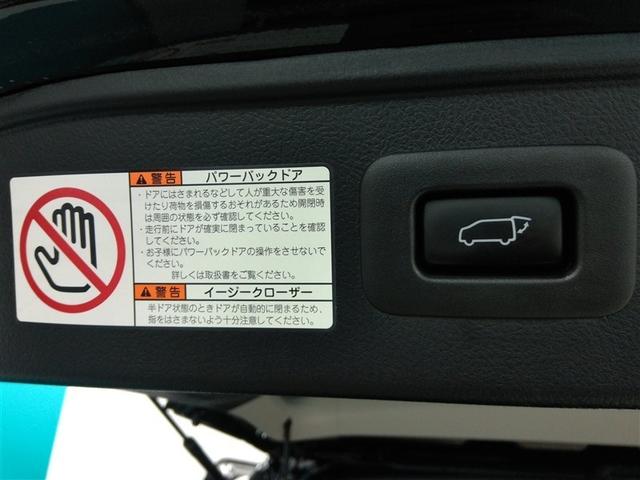 警告 パワーバックドア
・ドアにはさまれるなどして人が重大な傷害を受
けたり荷物を損傷するおそれがあるため開閉時
は周囲の状態を必ず確認してください。
・走行前にドアが確実に閉まっていることを確認
してください。
・お子様にパワーバックドアの操作をさせないで
ください。
詳しくは取扱書をご覧ください。
警告 イージークローザー
半ドア状態のときドアが自動的に閉まるため、
指をはさまないよう十分注意してください。